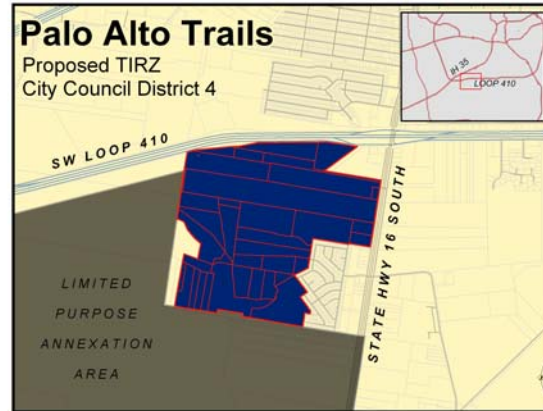 Palo Alto Trails
Proposed TIRZ
City Council District 4
IH 35
LOOP 410
SW LOOP 410
STATE HWY 16 SOUTH
LIMITED
PURPOSE
ANNEXATION
AREA